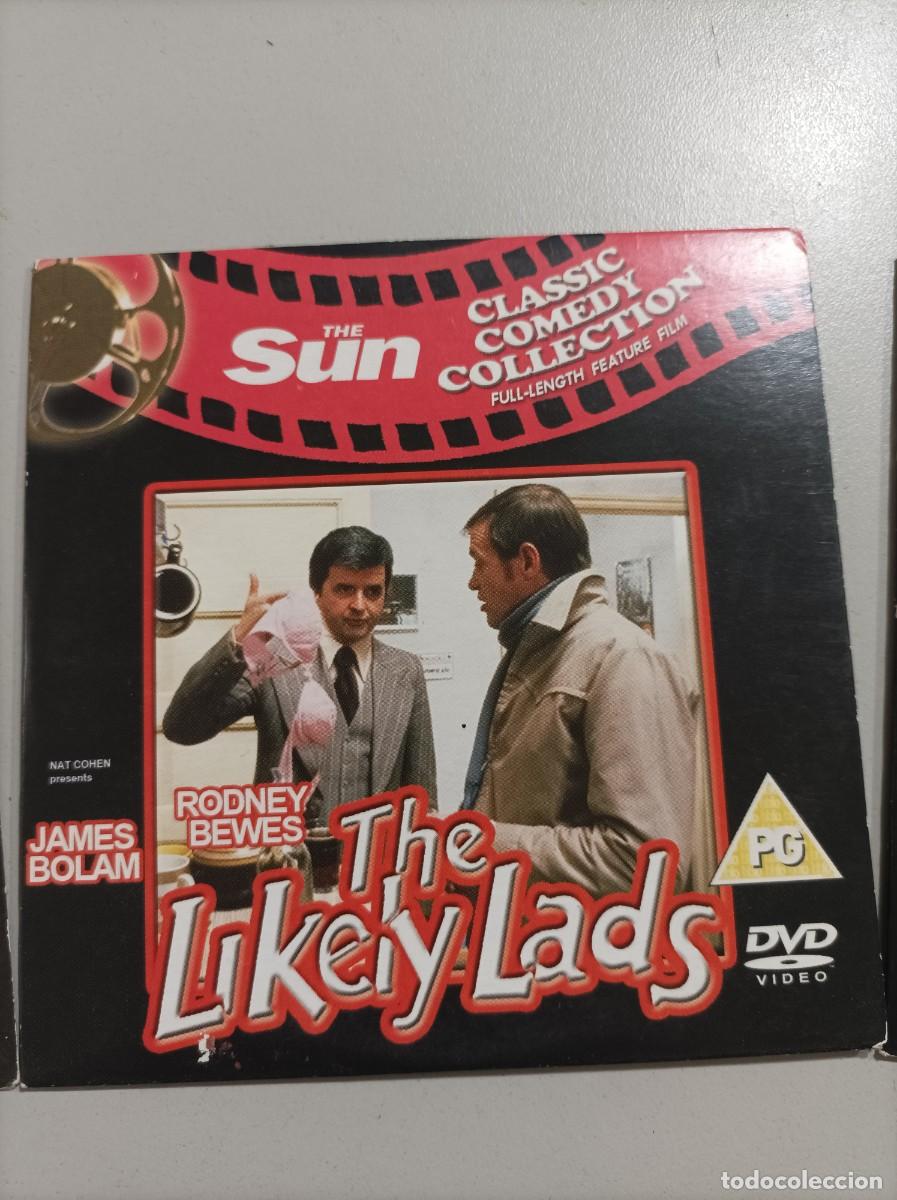 THE
Sun
CLASSIC
COMEDY
COLLECTION
FULL-LENGTH FEATURE FILM
NAT COHEN
presents
JAMES
BOLAM
RODNEY
BEWES
The
Likely Lads
PG
DVD
VIDEO
todocoleccion